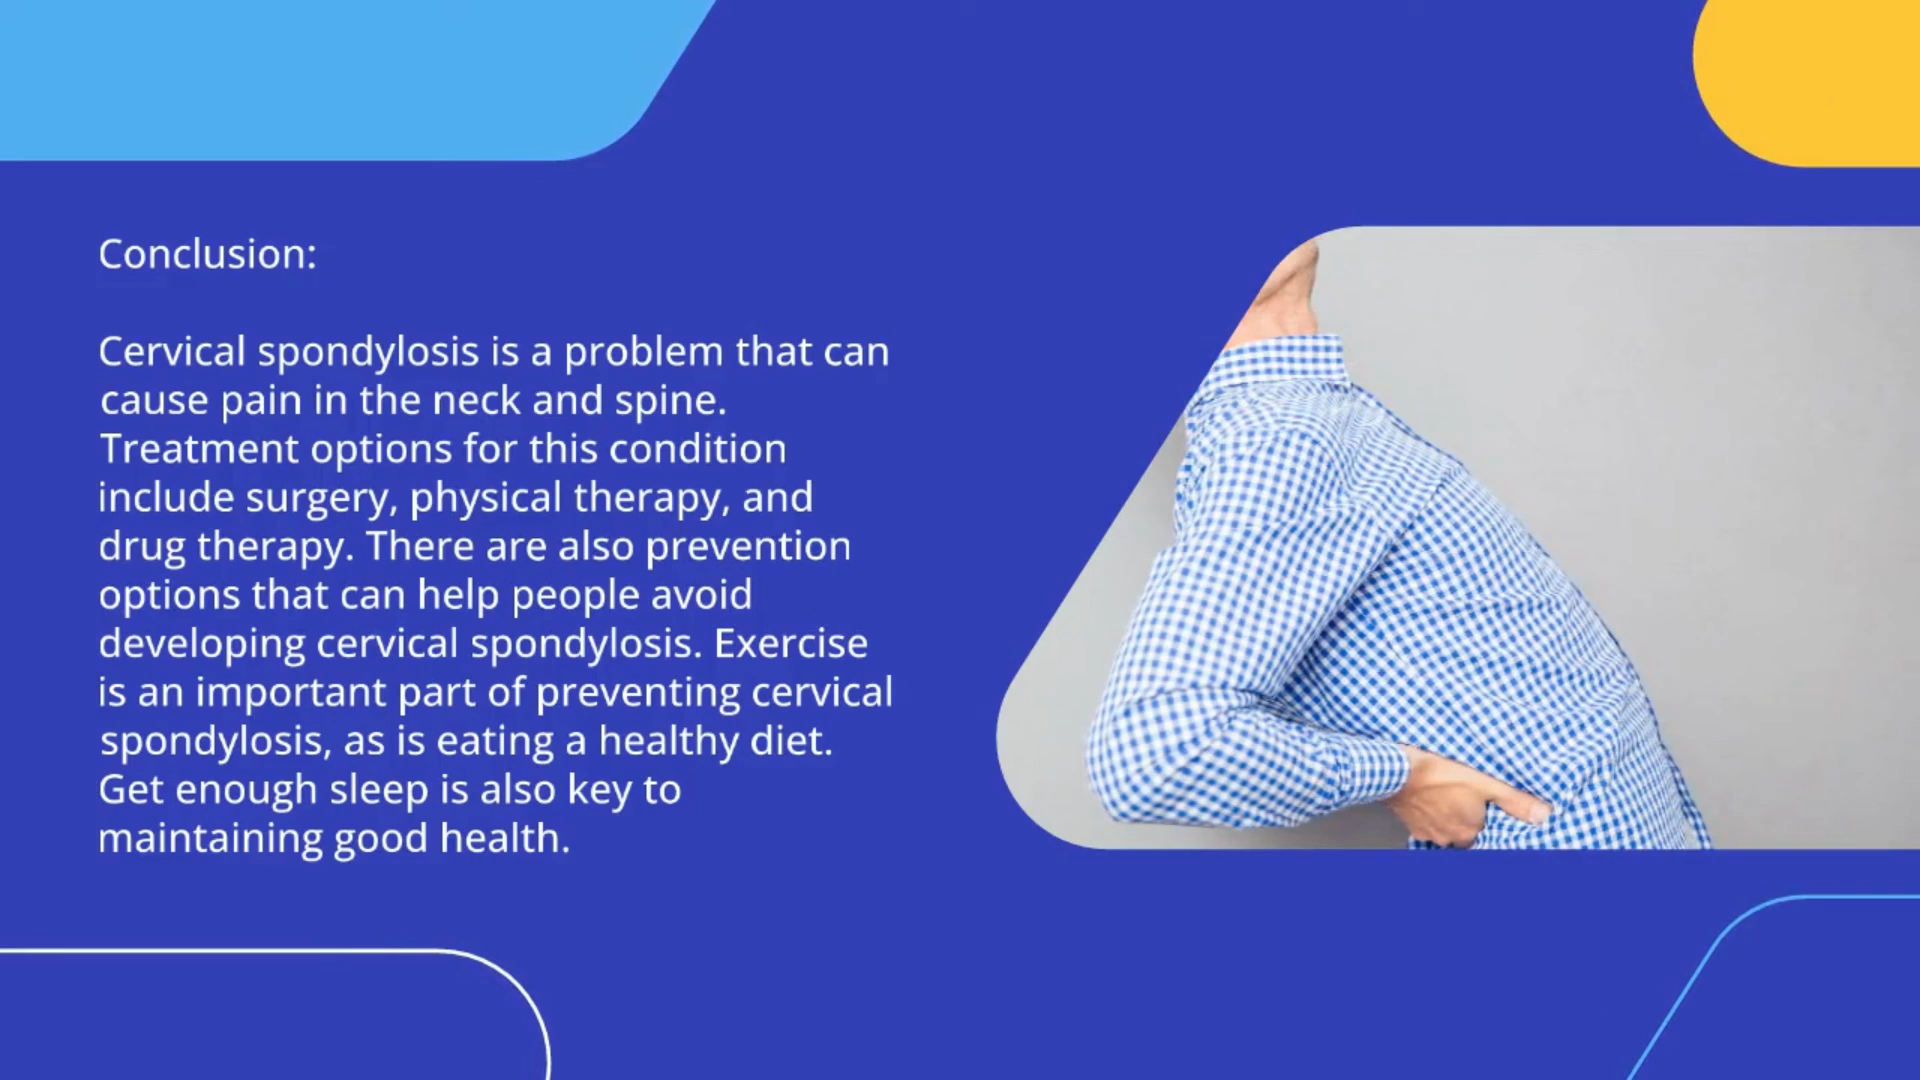 Conclusion:
Cervical spondylosis is a problem that can
cause pain in the neck and spine.
Treatment options for this condition
include surgery, physical therapy, and
drug therapy. There are also prevention
options that can help people avoid
developing cervical spondylosis. Exercise
is an important part of preventing cervical
spondylosis, as is eating a healthy diet.
Get enough sleep is also key to
maintaining good health.